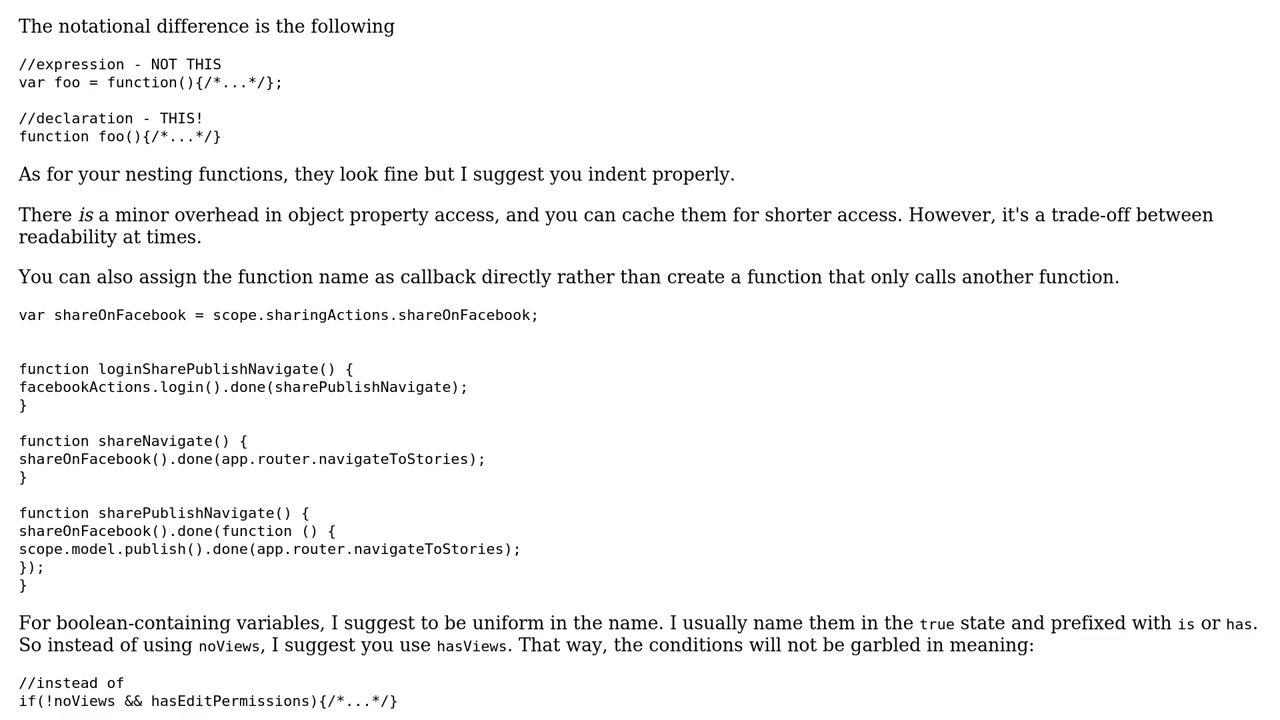 The notational difference is the following
//expression - NOT THIS
var foo = function(){/*...*/};
//declaration - THIS!
function foo(){/*...*/}
As for your nesting functions, they look fine but I suggest you indent properly.
There is a minor overhead in object property access, and you can cache them for shorter access. However, it's a trade-off between
readability at times.
You can also assign the function name as callback directly rather than create a function that only calls another function.
var shareOnFacebook = scope.sharingActions.shareOnFacebook;
function loginSharePublishNavigate() {
facebookActions.login().done(sharePublishNavigate);
}
function shareNavigate() {
shareOnFacebook().done(app.router.navigateToStories);
}
function sharePublishNavigate() {
shareOnFacebook().done(function () {
scope.model.publish().done(app.router.navigateToStories);
});
}
For boolean-containing variables, I suggest to be uniform in the name. I usually name them in the true state and prefixed with is or has.
So instead of using noViews, I suggest you use hasViews. That way, the conditions will not be garbled in meaning:
//instead of
if(!noViews && hasEditPermissions){/*...*/}